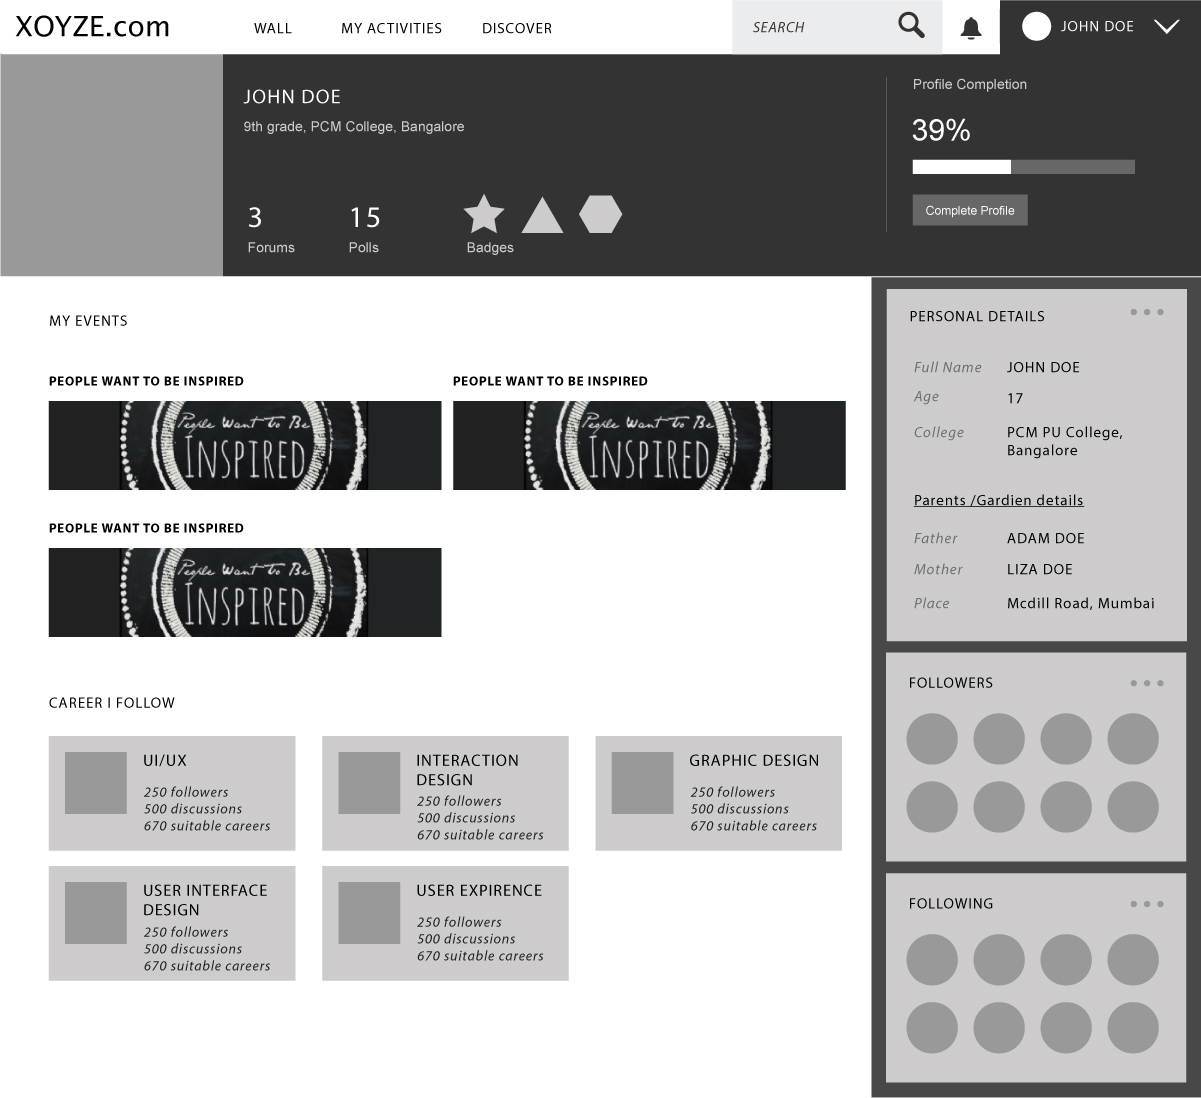 XOYZE.com
WALL
MY ACTIVITIES
DISCOVER
SEARCH
JOHN DOE
JOHN DOE
9th grade, PCM College, Bangalore
3
Forums
15
Polls
Badges
Profile Completion
39%
Complete Profile
MY EVENTS
PEOPLE WANT TO BE INSPIRED
People Want To Be
INSPIRED
PEOPLE WANT TO BE INSPIRED
People Want To Be
INSPIRED
PEOPLE WANT TO BE INSPIRED
People Want To Be
INSPIRED
CAREER I FOLLOW
UI/UX
250 followers
500 discussions
670 suitable careers
INTERACTION
DESIGN
250 followers
500 discussions
670 suitable careers
GRAPHIC DESIGN
250 followers
500 discussions
670 suitable careers
USER INTERFACE
DESIGN
250 followers
500 discussions
670 suitable careers
USER EXPIRENCE
250 followers
500 discussions
670 suitable careers
PERSONAL DETAILS
Full Name JOHN DOE
Age 17
College PCM PU College,
Bangalore
Parents /Gardien details
Father ADAM DOE
Mother LIZA DOE
Place Mcdill Road, Mumbai
FOLLOWERS
FOLLOWING